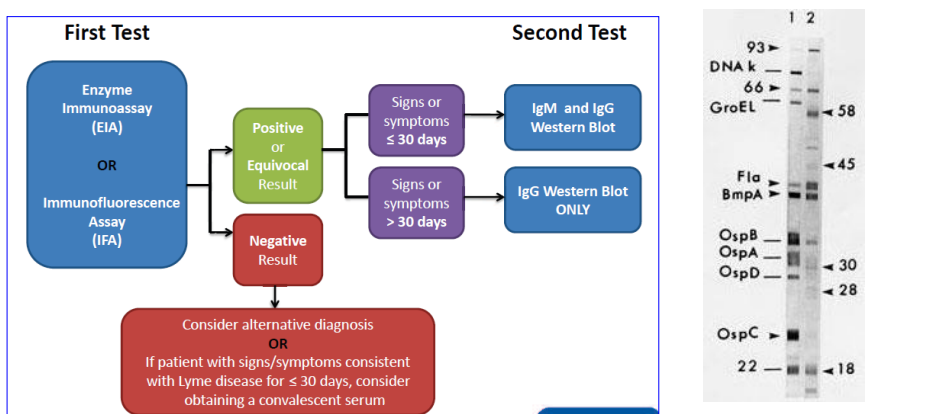 First Test
Second Test
Enzyme
Immunoassay
(EIA)
OR
Immunofluorescence
Assay
(IFA)
Positive
or
Equivocal
Result
Negative
Result
Signs or
symptoms
≤ 30 days
Signs or
symptoms
> 30 days
IgM and IgG
Western Blot
IgG Western Blot
ONLY
Consider alternative diagnosis
OR
If patient with signs/symptoms consistent
with Lyme disease for ≤ 30 days, consider
obtaining a convalescent serum
1 2
93
DNA k
66
GroEL
58
45
Fla
BmpA
OspB
OspA
OspD
30
28
OspC
22
18